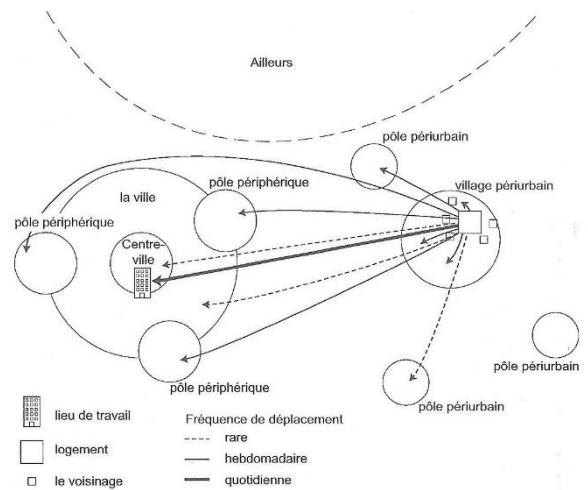 Ailleurs
pôle périurbain
pôle périphérique
village périurbain
la ville
pôle périphérique
Centre-
ville
pôle périphérique
pôle périurbain
pôle périurbain
lieu de travail
logement
le voisinage
Fréquence de déplacement
rare
hebdomadaire
quotidienne